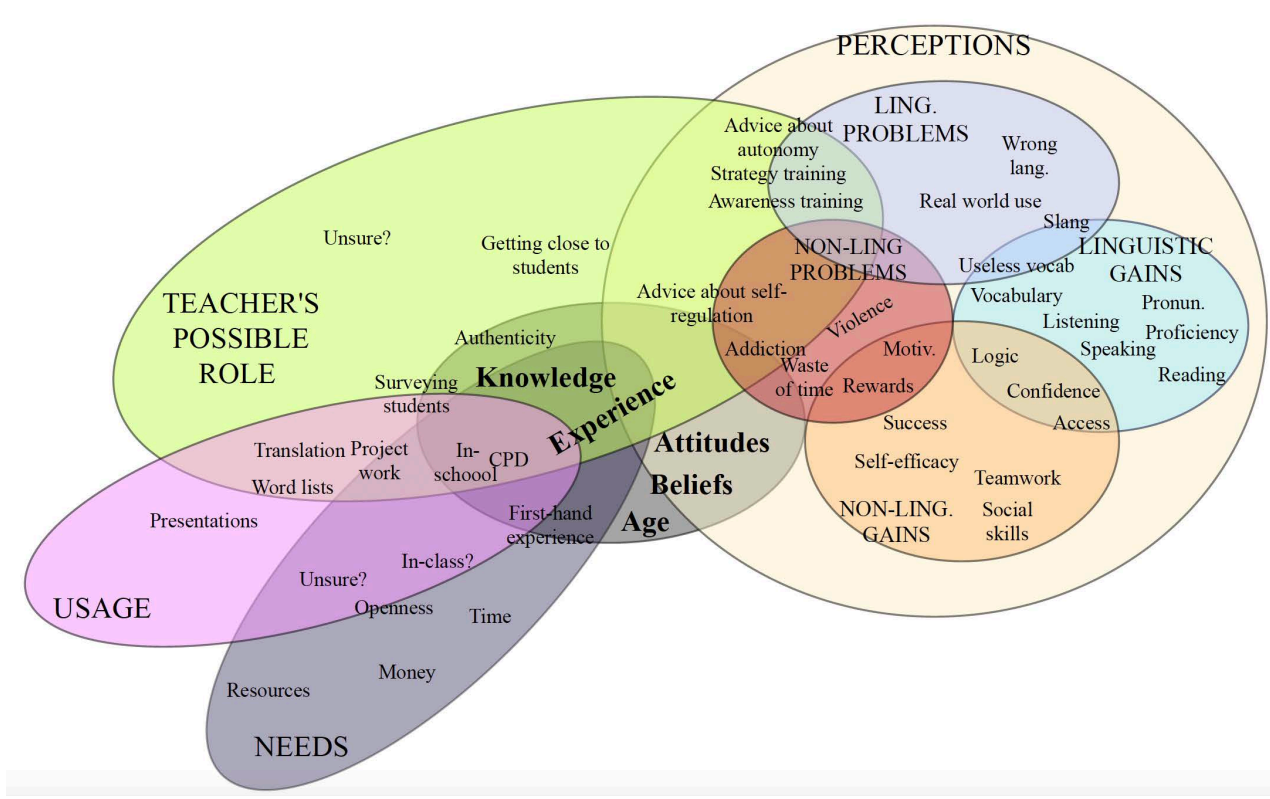 PERCEPTIONS
LING.
PROBLEMS
Wrong
lang.
Real world use
Slang
Advice about
autonomy
Strategy training
Awareness training
NON-LING
PROBLEMS
LINGUISTIC
GAINS
Useless vocab
Vocabulary
Pronun.
Listening
Proficiency
Speaking
Reading
Unsure?
Getting close to
students
Advice about self-
regulation
Violence
Addiction
Waste
of time
Motiv.
Rewards
Logic
Confidence
Access
TEACHER'S
POSSIBLE
ROLE
Authenticity
Surveying
students
Knowledge
Experience
Attitudes
Beliefs
Age
Success
Self-efficacy
Teamwork
NON-LING.
GAINS
Social
skills
Translation
Project
work
Word lists
In-
schoool
CPD
Presentations
First-hand
experience
In-class?
Unsure?
Openness
Time
USAGE
Money
Resources
NEEDS